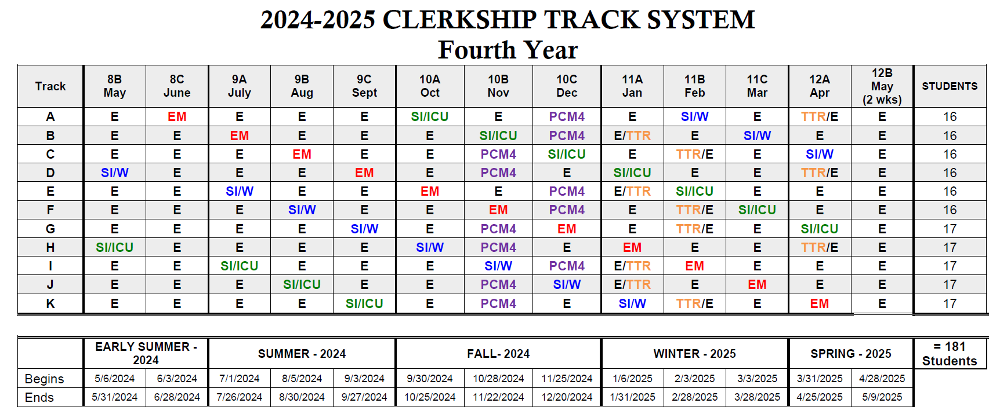 2024-2025 CLERKSHIP TRACK SYSTEM
Fourth Year
Track 8B May 8C June 9A July 9B Aug 9C Sept 10A Oct 10B Nov 10C Dec 11A Jan 11B Feb 11C Mar 12A Apr 12B May (2 wks) STUDENTS
A E EM E E E SI/ICU E PCM4 E SI/W E TTR/E E 16
B E E EM E E E SI/ICU PCM4 E/TTR E SI/W E E 16
C E E E EM E E PCM4 SI/ICU E TTR/E E SI/W E 16
D SI/W E E E EM E PCM4 E SI/ICU E E TTR/E E 16
E E E SI/W E E EM E PCM4 E/TTR SI/ICU E E E 16
F E E E SI/W E E EM PCM4 E TTR/E SI/ICU E E 16
G E E E E SI/W E PCM4 EM E TTR/E E SI/ICU E 17
H SI/ICU E E E E SI/W PCM4 E EM E E TTR/E E 17
I E E SI/ICU E E E SI/W PCM4 E/TTR EM E E E 17
J E E E SI/ICU E E PCM4 SI/W E/TTR E EM E E 17
K E E E E SI/ICU E PCM4 E SI/W TTR/E E EM E 17
EARLY SUMMER - 2024 SUMMER - 2024 FALL- 2024 WINTER - 2025 SPRING - 2025 = 181 Students
Begins 5/6/2024 6/3/2024 7/1/2024 8/5/2024 9/3/2024 9/30/2024 10/28/2024 11/25/2024 1/6/2025 2/3/2025 3/3/2025 3/31/2025 4/28/2025
Ends 5/31/2024 6/28/2024 7/26/2024 8/30/2024 9/27/2024 10/25/2024 11/22/2024 12/20/2024 1/31/2025 2/28/2025 3/28/2025 4/25/2025 5/9/2025